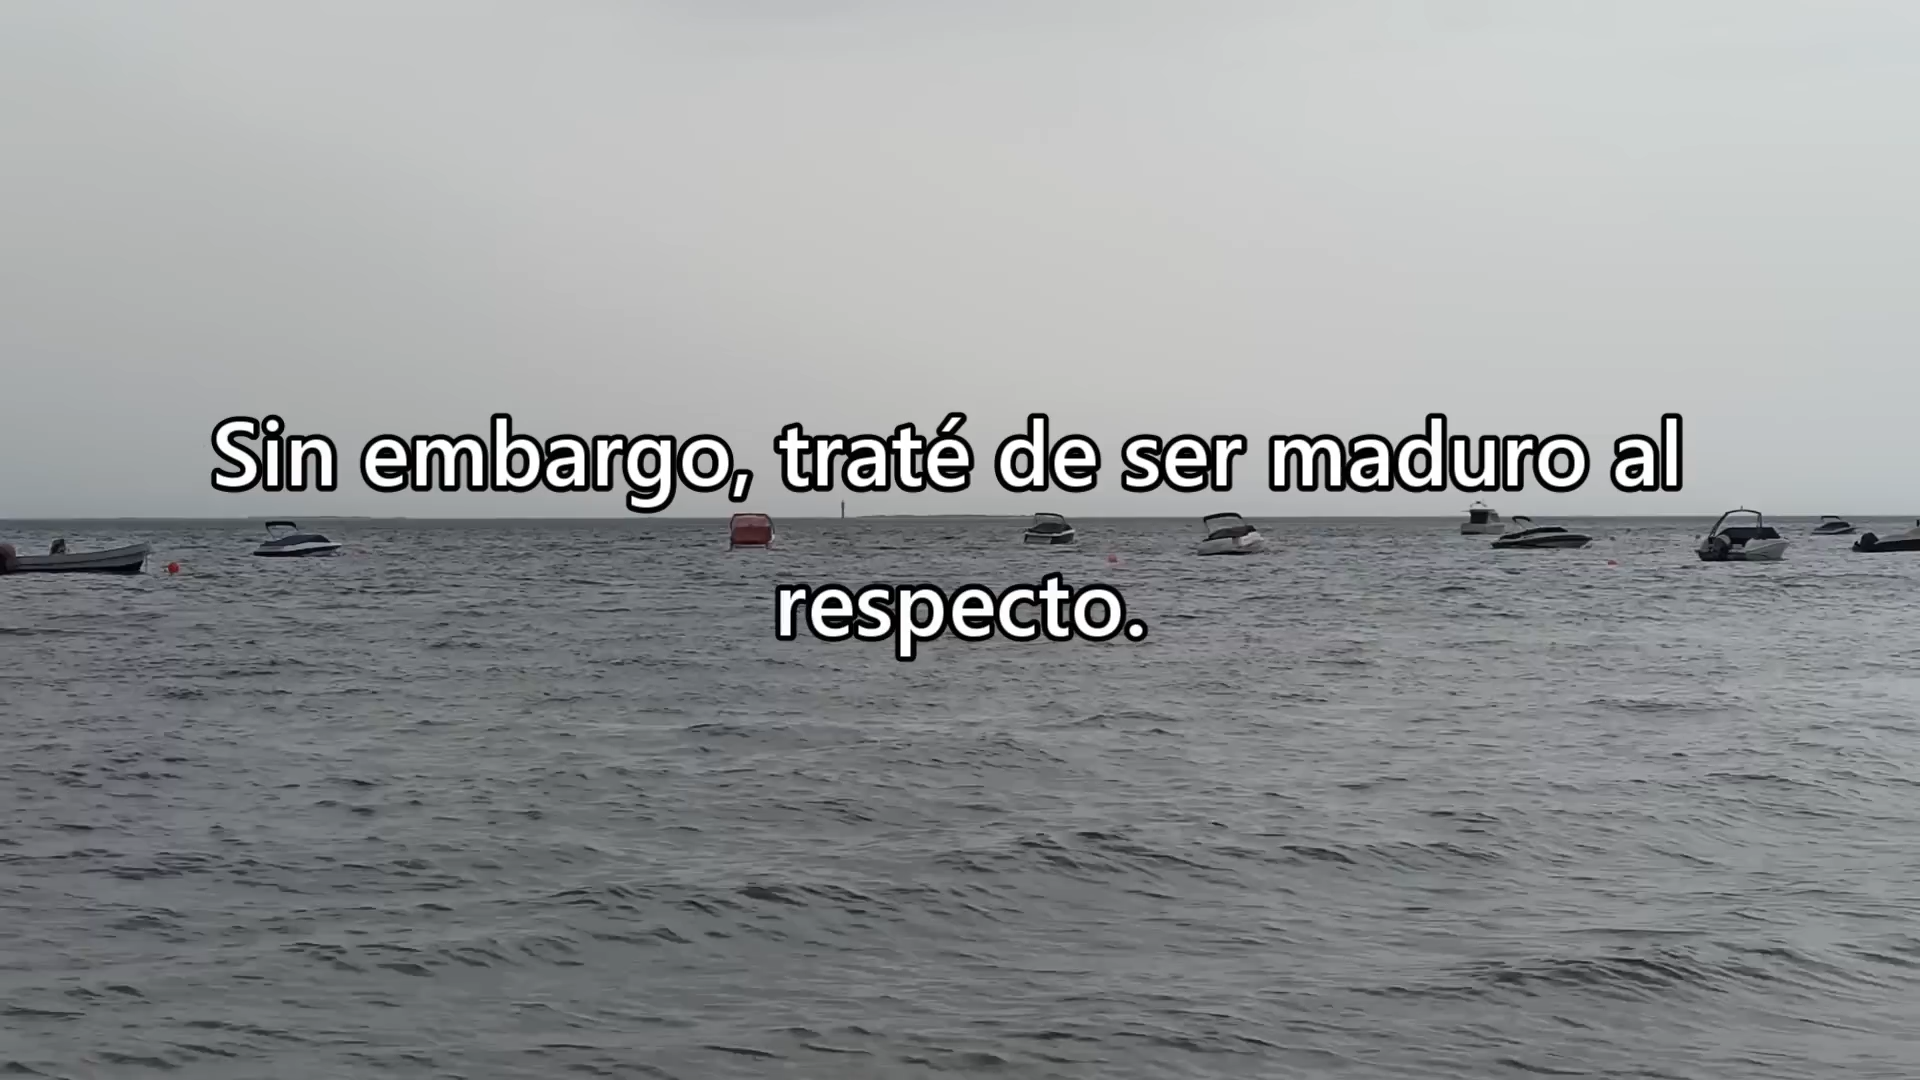 Sin embargo, traté de ser maduro al
respecto.